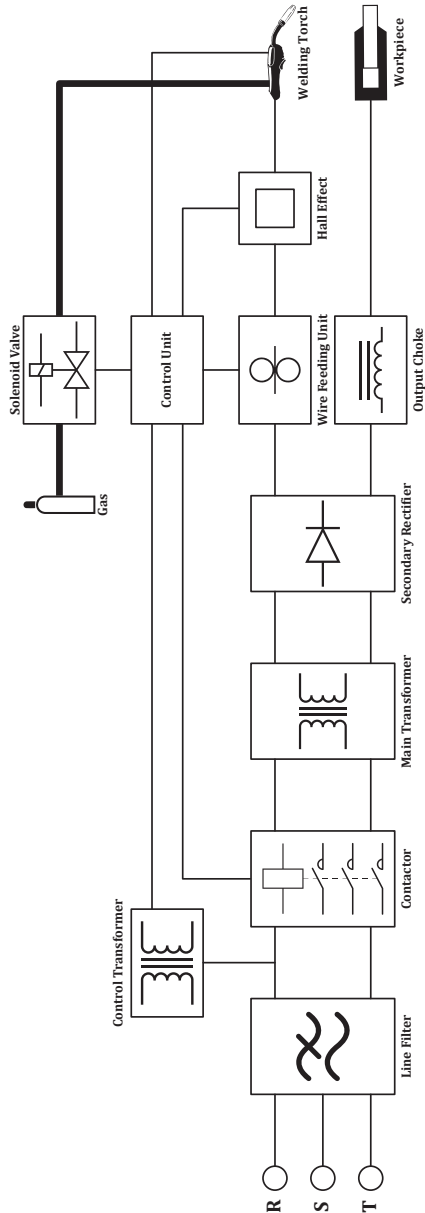 R
S
T
Line Filter
Control Transformer
Contactor
Main Transformer
Secondary Rectifier
Gas
Solenoid Valve
Control Unit
Wire Feeding Unit
Output Choke
Hall Effect
Welding Torch
Workpiece